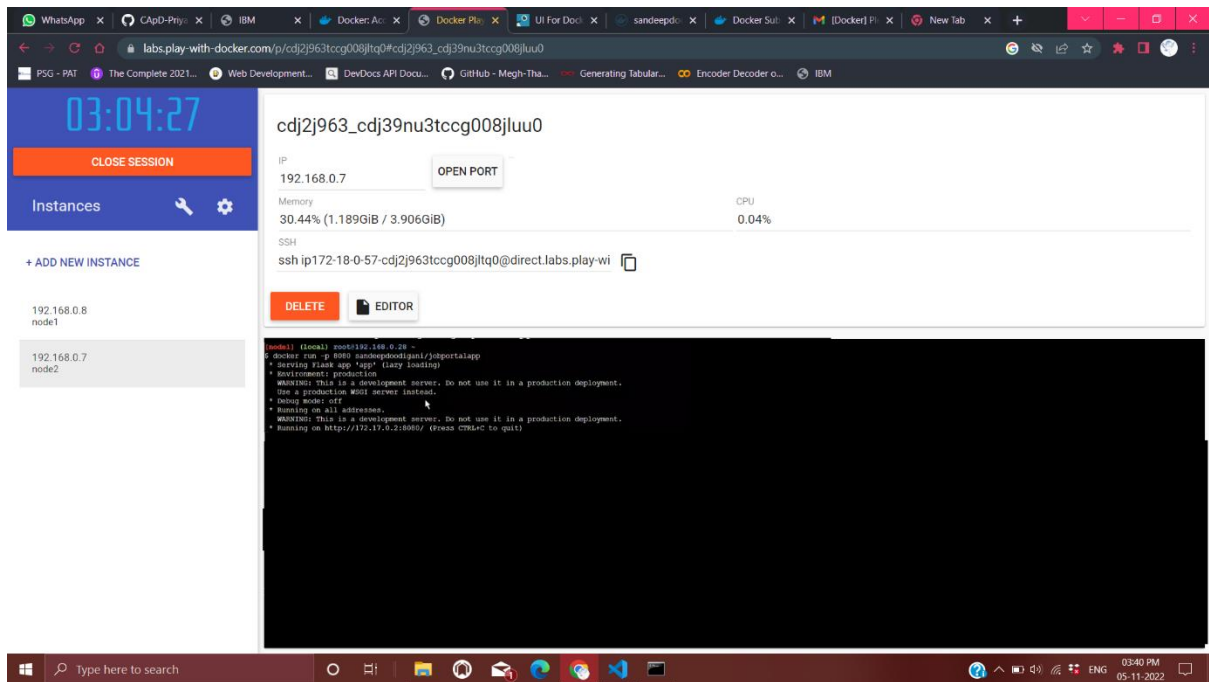 WhatsApp
CApD-Priya
IBM
Docker: Acc
Docker Play
UI For Dock
sandeepdo
Docker Sub
[Docker] Pl
New Tab
labs.play-with-docker.com/p/cdj2j963tccg008jltq0#cdj2j963_cdj39nu3tccg008jluu0
PSG - PAT
The Complete 2021...
Web Development...
DevDocs API Docu...
GitHub - Megh-Tha...
Generating Tabular...
Encoder Decoder o...
IBM
03:04:27
CLOSE SESSION
Instances
+ ADD NEW INSTANCE
192.168.0.8
node1
192.168.0.7
node2
cdj2j963_cdj39nu3tccg008jluu0
IP
192.168.0.7
OPEN PORT
Memory
30.44% (1.189GiB / 3.906GiB)
CPU
0.04%
SSH
ssh ip172-18-0-57-cdj2j963tccg008jltq0@direct.labs.play-wi
DELETE
EDITOR
[node1] (local) root@192.168.0.28 ~
$ docker run -p 8080 sandeepdoodigani/jobportalapp
* Serving Flask app 'app' (lazy loading)
* Environment: production
WARNING: This is a development server. Do not use it in a production deployment.
Use a production WSGI server instead.
* Debug mode: off
* Running on all addresses.
WARNING: This is a development server. Do not use it in a production deployment.
* Running on http://172.17.0.2:8080/ (Press CTRL+C to quit)
Type here to search
ENG
03:40 PM
05-11-2022